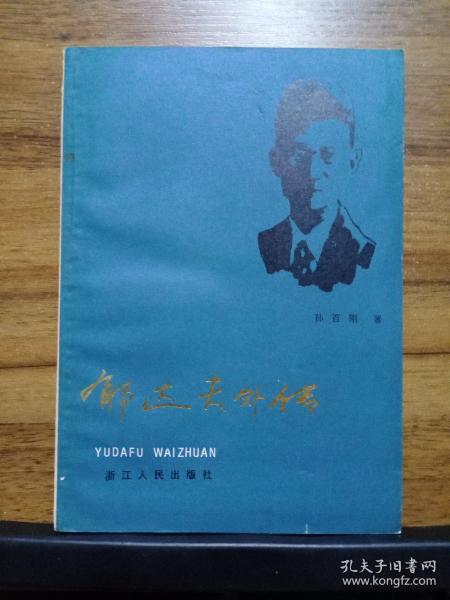 孙百刚 著
郁达夫外传
YUDAFU WAIZHUAN
浙江人民出版社
孔夫子旧书网
www.kongfz.com